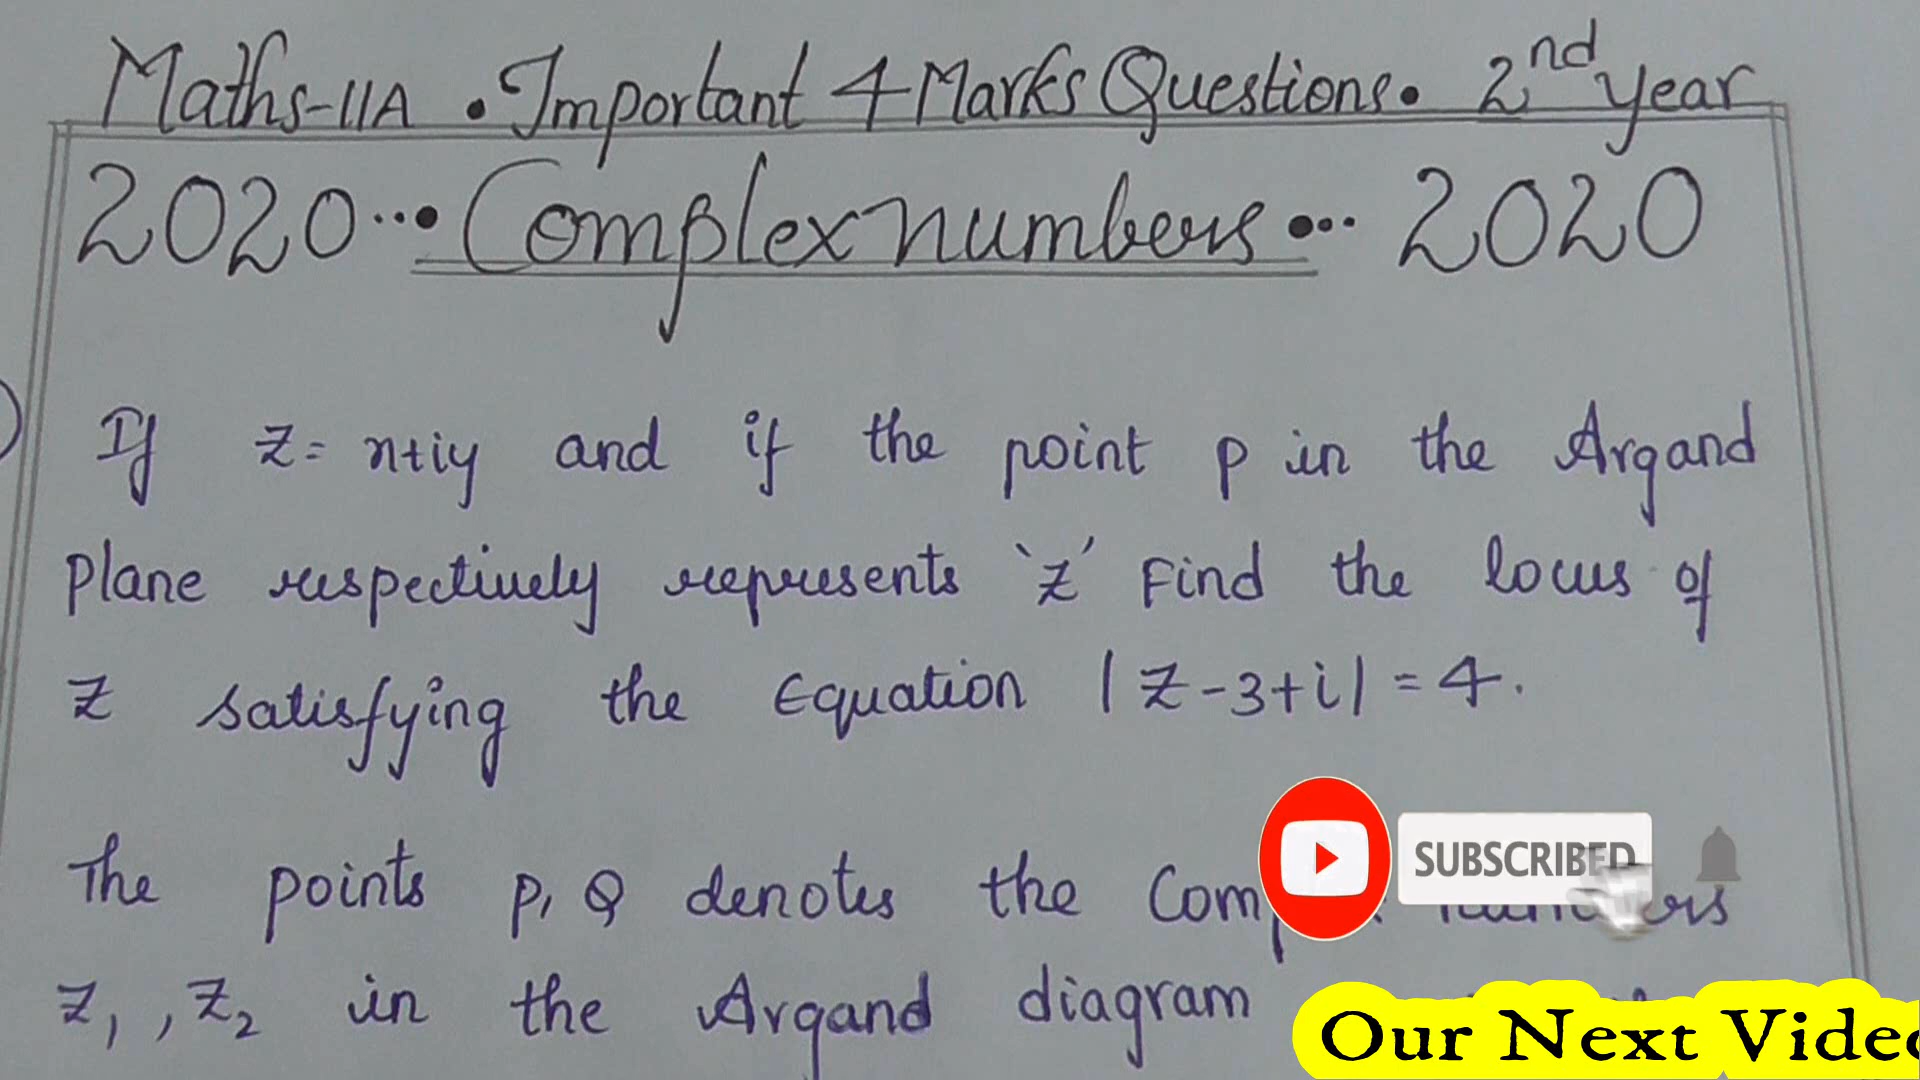 Maths-IIA • Important 4 Marks Questions. 2nd year
2020...• Complex numbers •... 2020
If z = x+iy and if the point p in the Argand
Plane respectively represents 'z' Find the locus of
z satisfying the Equation |z-3+i| = 4.
The points p, Q denotes the
z1, z2 in the Argand diagram
SUBSCRIBED
Our Next Video